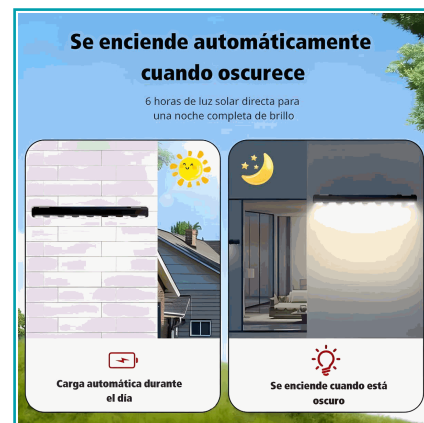 Se enciende automáticamente
cuando oscurece
6 horas de luz solar directa para
una noche completa de brillo
Carga automática durante
el día
Se enciende cuando está
oscuro